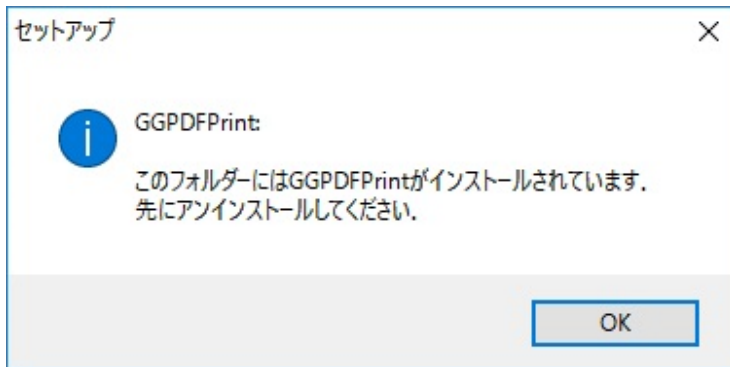 セットアップ
GGPDFPrint:
このフォルダーにはGGPDFPrintがインストールされています.
先にアンインストールしてください.
OK